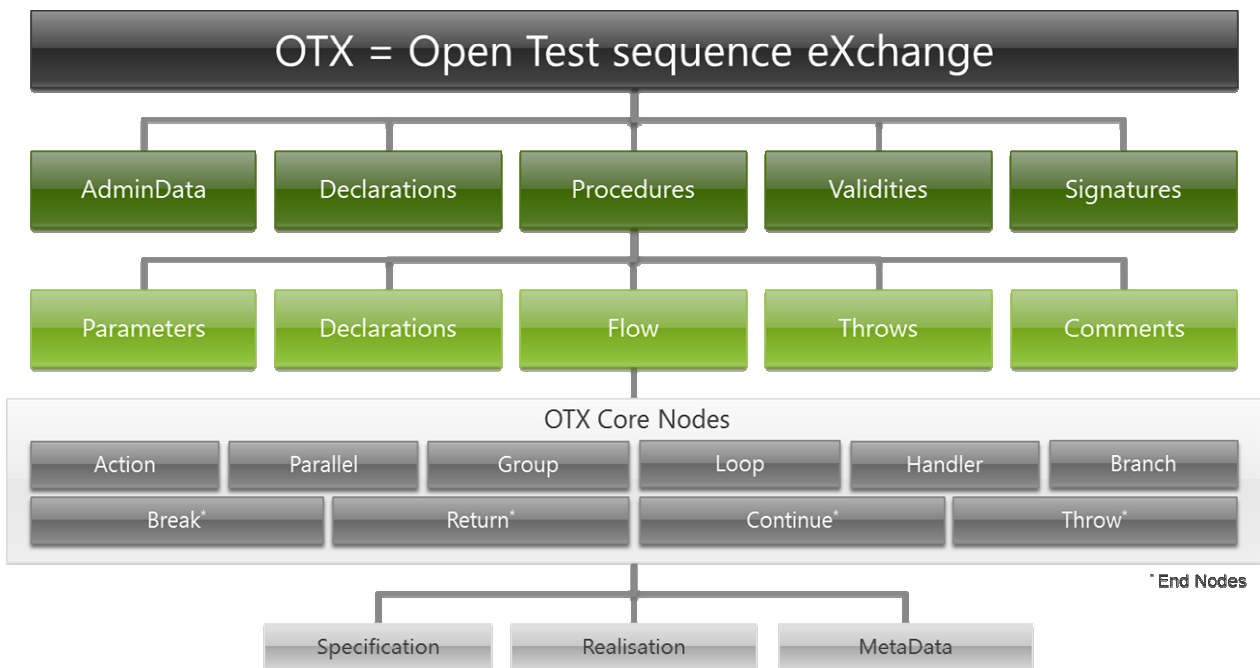 OTX = Open Test sequence eXchange
AdminData
Declarations
Procedures
Validities
Signatures
Parameters
Declarations
Flow
Throws
Comments
OTX Core Nodes
Action
Parallel
Group
Loop
Handler
Branch
Break*
Return*
Continue*
Throw*
* End Nodes
Specification
Realisation
MetaData